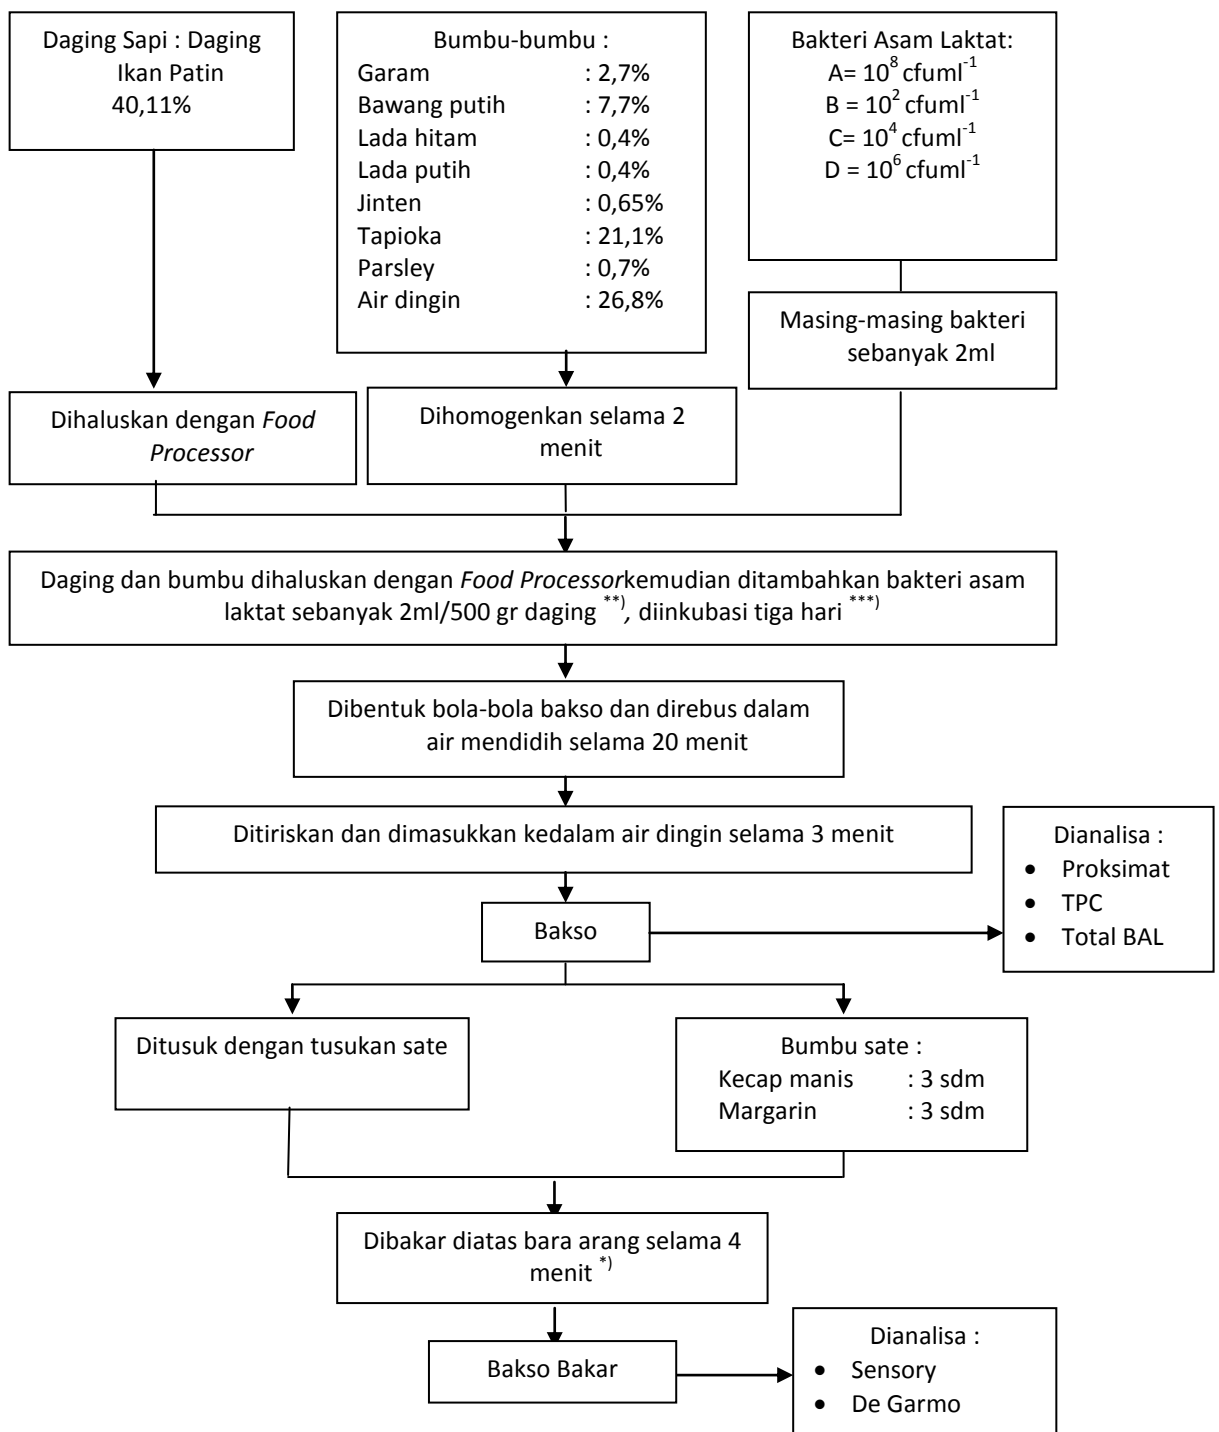 Daging Sapi : Daging
Ikan Patin
40,11%
Bumbu-bumbu :
Garam : 2,7%
Bawang putih : 7,7%
Lada hitam : 0,4%
Lada putih : 0,4%
Jinten : 0,65%
Tapioka : 21,1%
Parsley : 0,7%
Air dingin : 26,8%
Bakteri Asam Laktat:
A= 10⁸ cfuml⁻¹
B = 10² cfuml⁻¹
C= 10⁴ cfuml⁻¹
D = 10⁶ cfuml⁻¹
Masing-masing bakteri
sebanyak 2ml
Dihaluskan dengan Food
Processor
Dihomogenkan selama 2
menit
Daging dan bumbu dihaluskan dengan Food Processorkemudian ditambahkan bakteri asam
laktat sebanyak 2ml/500 gr daging **), diinkubasi tiga hari ***)
Dibentuk bola-bola bakso dan direbus dalam
air mendidih selama 20 menit
Ditiriskan dan dimasukkan kedalam air dingin selama 3 menit
Bakso
Dianalisa :
• Proksimat
• TPC
• Total BAL
Ditusuk dengan tusukan sate
Bumbu sate :
Kecap manis : 3 sdm
Margarin : 3 sdm
Dibakar diatas bara arang selama 4
menit *)
Bakso Bakar
Dianalisa :
• Sensory
• De Garmo